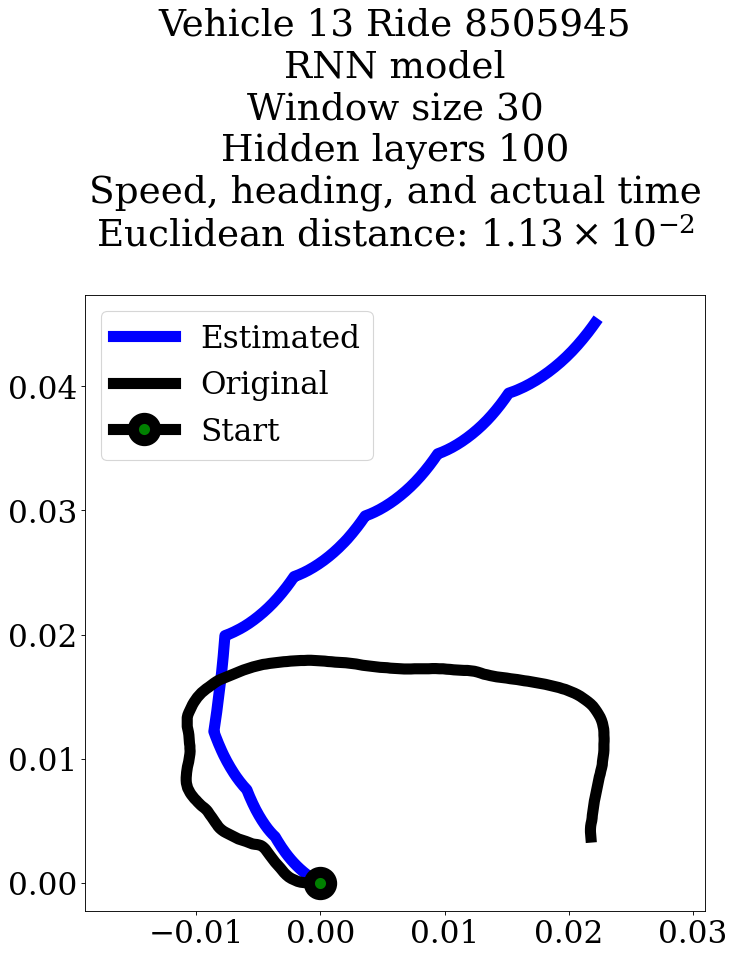 Vehicle 13 Ride 8505945
RNN model
Window size 30
Hidden layers 100
Speed, heading, and actual time
Euclidean distance: 1.13 × 10⁻²
Estimated
Original
Start
0.04
0.03
0.02
0.01
0.00
−0.01 0.00 0.01 0.02 0.03